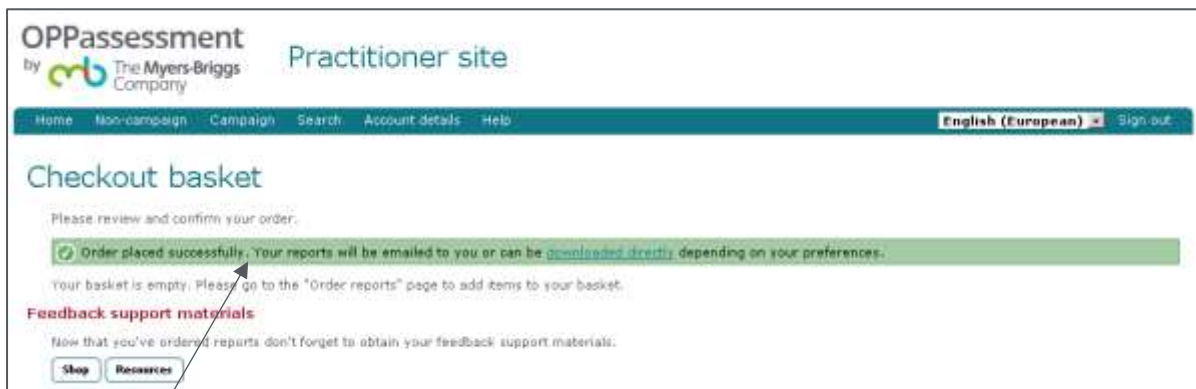 OPPassessment
by The Myers-Briggs
Company
Practitioner site
Home Non-campaign Campaign Search Account details Help English (European) Sign out
Checkout basket
Please review and confirm your order.
Order placed successfully. Your reports will be emailed to you or can be downloaded directly depending on your preferences.
Your basket is empty. Please go to the "Order reports" page to add items to your basket.
Feedback support materials
Now that you've ordered reports don't forget to obtain your feedback support materials.
Shop Resources